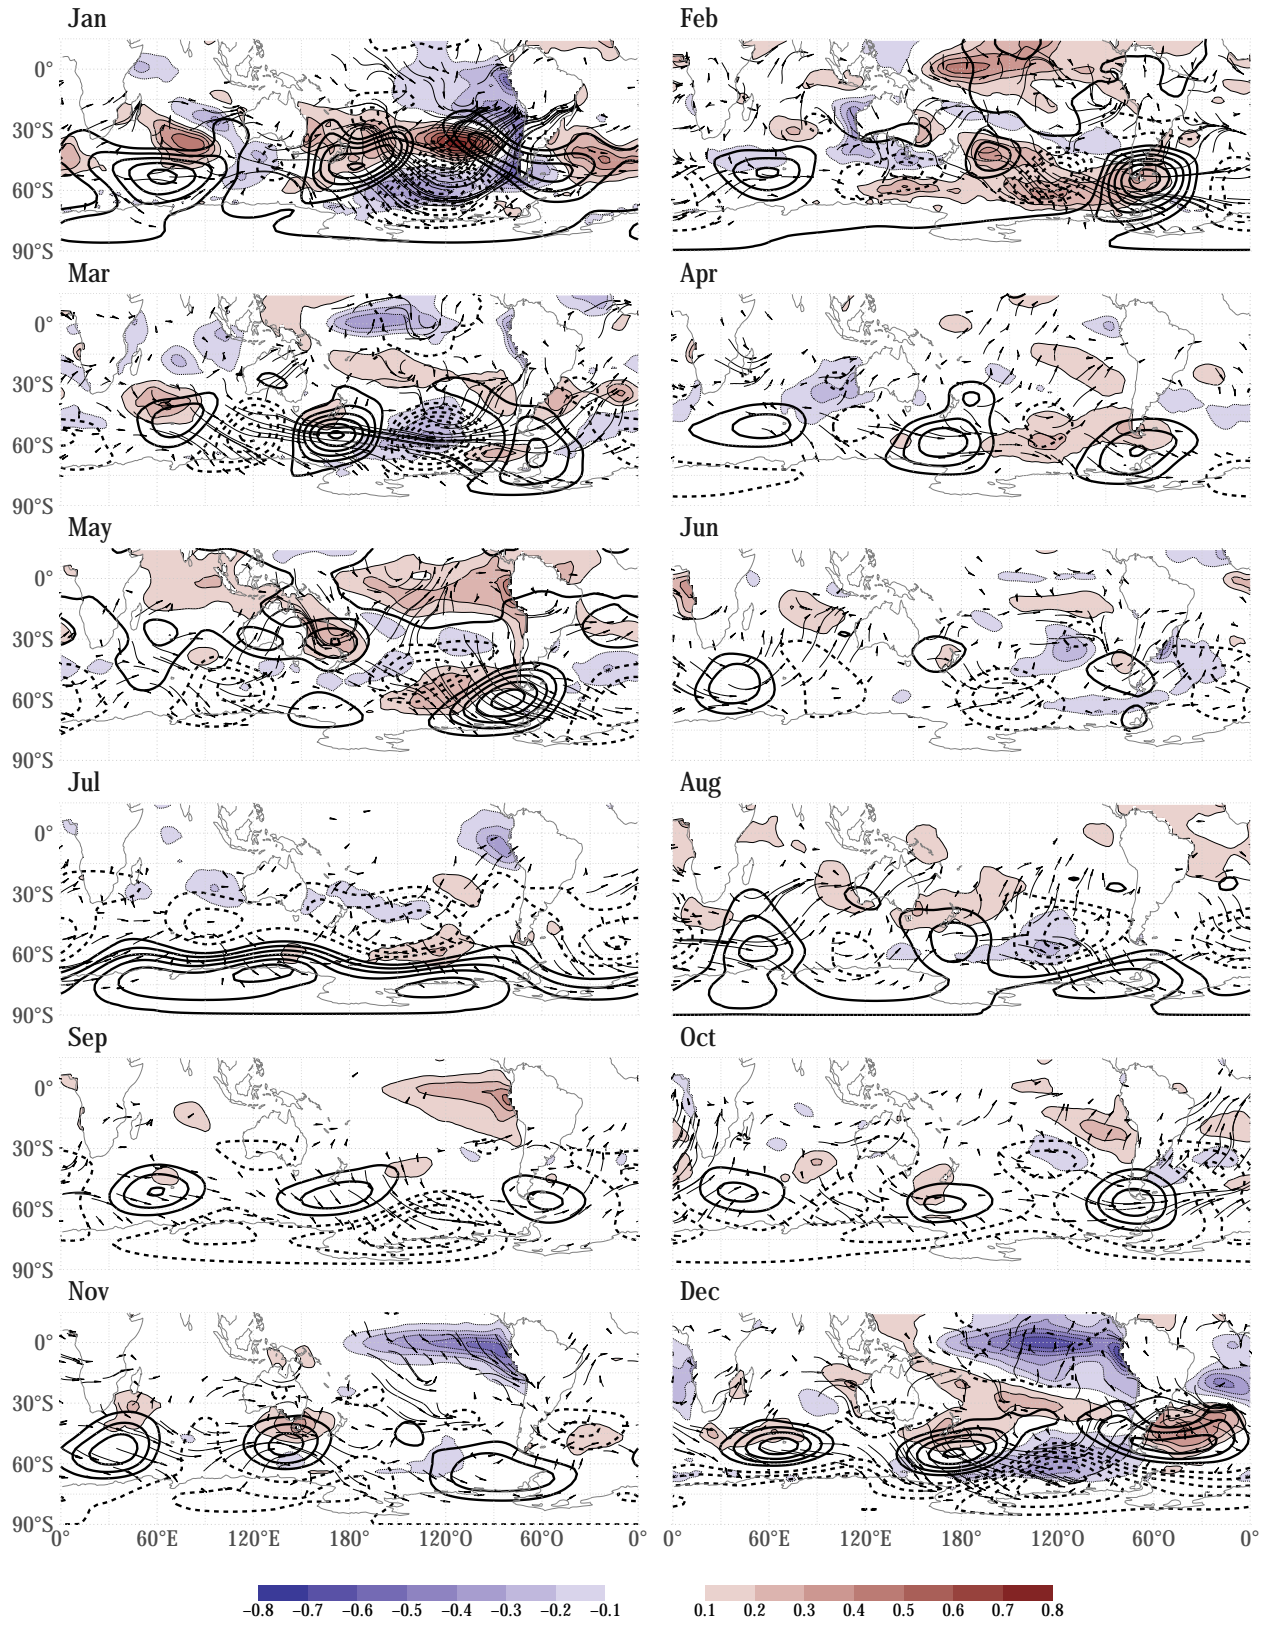 Jan Feb
0°
30°S
60°S
90°S
Mar Apr
0°
30°S
60°S
90°S
May Jun
0°
30°S
60°S
90°S
Jul Aug
0°
30°S
60°S
90°S
Sep Oct
0°
30°S
60°S
90°S
Nov Dec
0°
30°S
60°S
90°S
0° 60°E 120°E 180° 120°O 60°O 0° 0° 60°E 120°E 180° 120°O 60°O 0°
−0.8 −0.7 −0.6 −0.5 −0.4 −0.3 −0.2 −0.1 0.1 0.2 0.3 0.4 0.5 0.6 0.7 0.8